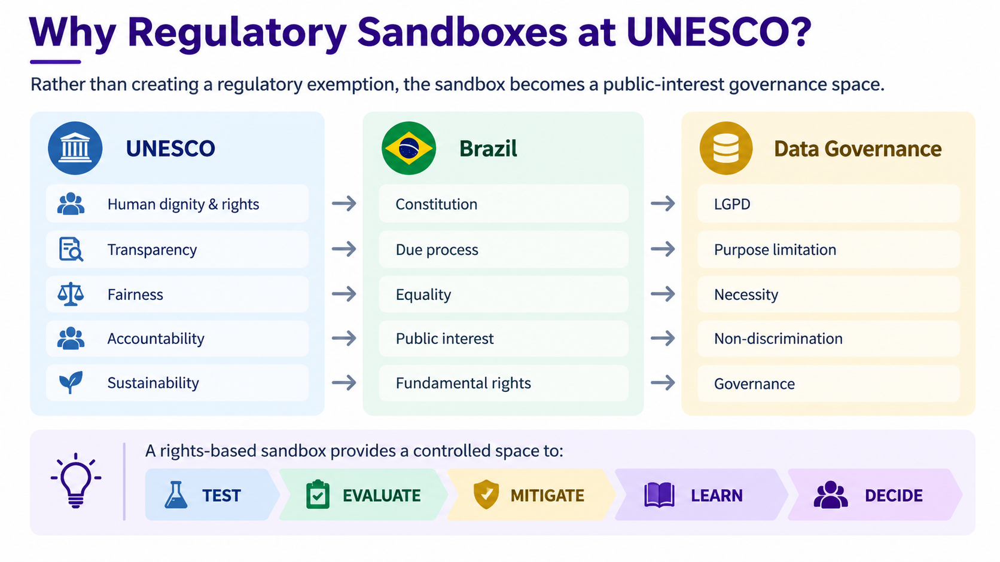 Why Regulatory Sandboxes at UNESCO?
Rather than creating a regulatory exemption, the sandbox becomes a public-interest governance space.
UNESCO
Human dignity & rights
Transparency
Fairness
Accountability
Sustainability
Brazil
Constitution
Due process
Equality
Public interest
Fundamental rights
Data Governance
LGPD
Purpose limitation
Necessity
Non-discrimination
Governance
A rights-based sandbox provides a controlled space to:
TEST
EVALUATE
MITIGATE
LEARN
DECIDE